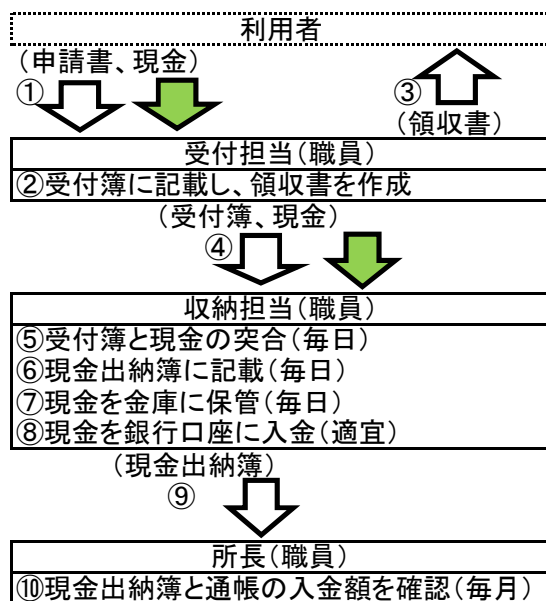 利用者
（申請書、現金）
① ③
（領収書）
受付担当（職員）
②受付簿に記載し、領収書を作成
（受付簿、現金）
④
収納担当（職員）
⑤受付簿と現金の突合（毎日）
⑥現金出納簿に記載（毎日）
⑦現金を金庫に保管（毎日）
⑧現金を銀行口座に入金（適宜）
（現金出納簿）
⑨
所長（職員）
⑩現金出納簿と通帳の入金額を確認（毎月）